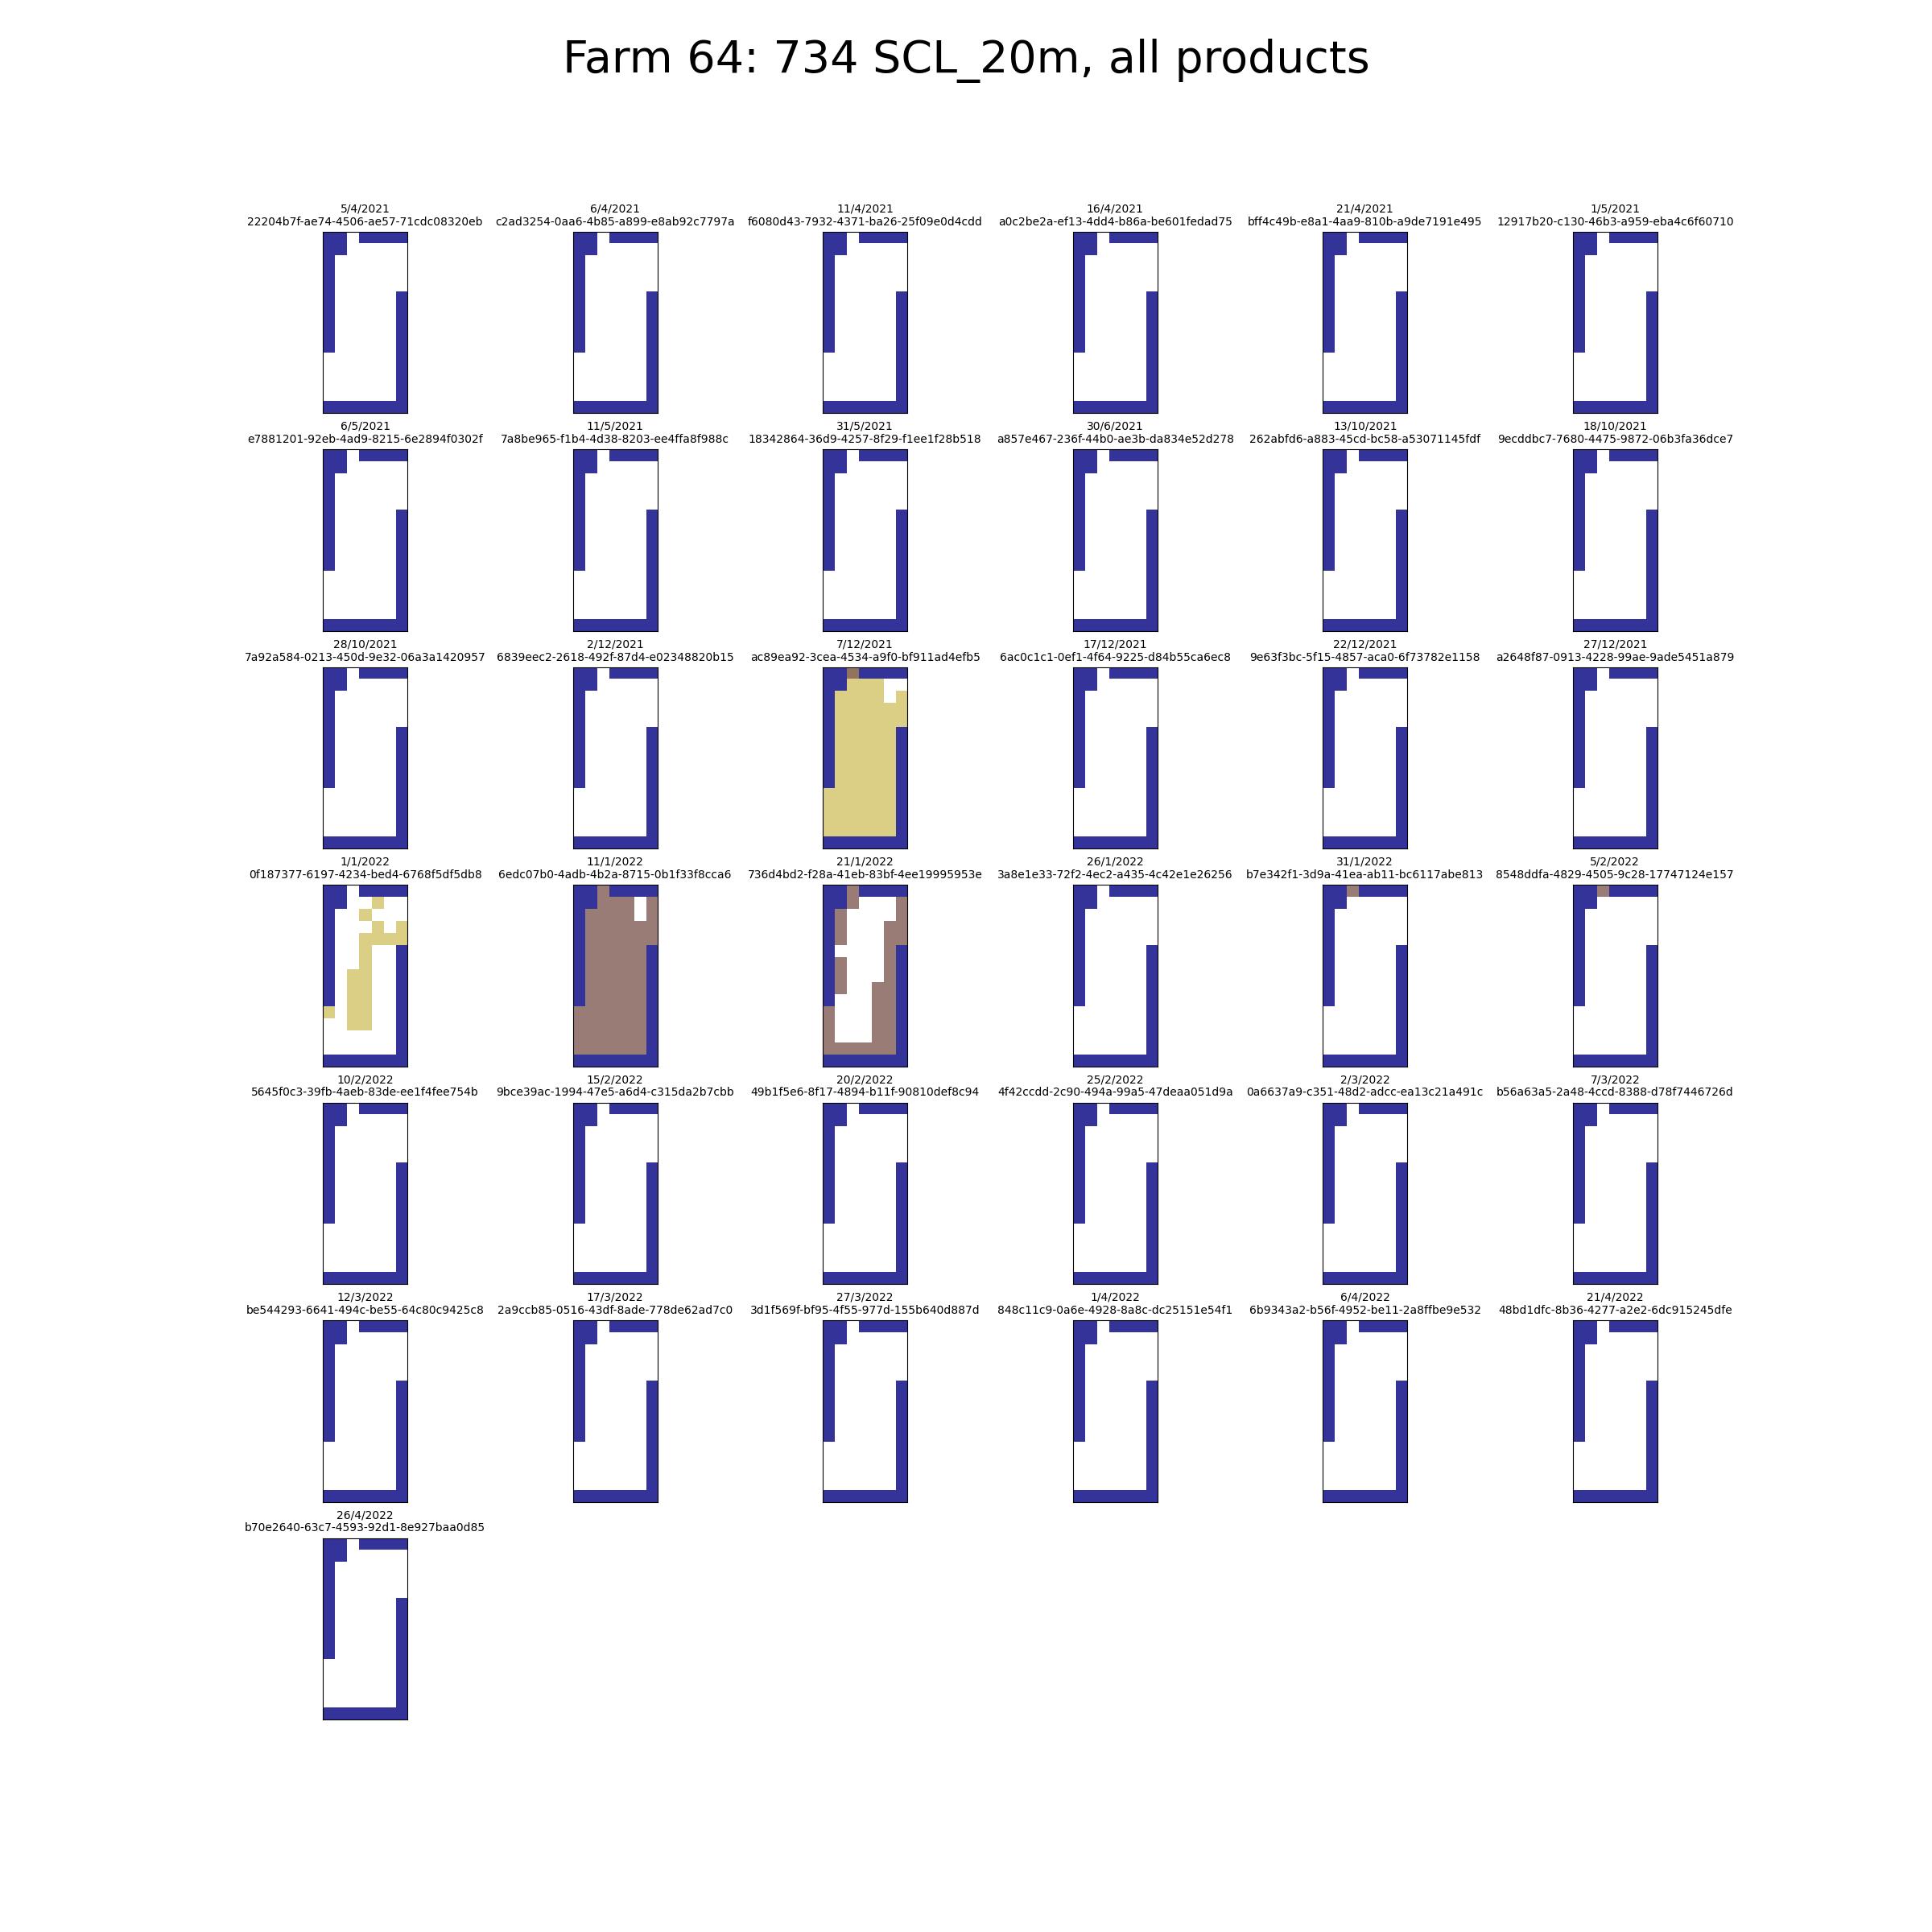 Farm 64: 734 SCL_20m, all products
5/4/2021
22204b7f-ae74-4506-ae57-71cdc08320eb
6/4/2021
c2ad3254-0aa6-4b85-a899-e8ab92c7797a
11/4/2021
f6080d43-7932-4371-ba26-25f09e0d4cdd
16/4/2021
a0c2be2a-ef13-4dd4-b86a-be601fedad75
21/4/2021
bff4c49b-e8a1-4aa9-810b-a9de7191e495
1/5/2021
12917b20-c130-46b3-a959-eba4c6f60710
6/5/2021
e7881201-92eb-4ad9-8215-6e2894f0302f
11/5/2021
7a8be965-f1b4-4d38-8203-ee4ffa8f988c
31/5/2021
18342864-36d9-4257-8f29-f1ee1f28b518
30/6/2021
a857e467-236f-44b0-ae3b-da834e52d278
13/10/2021
262abfd6-a883-45cd-bc58-a53071145fdf
18/10/2021
9ecddbc7-7680-4475-9872-06b3fa36dce7
28/10/2021
7a92a584-0213-450d-9e32-06a3a1420957
2/12/2021
6839eec2-2618-492f-87d4-e02348820b15
7/12/2021
ac89ea92-3cea-4534-a9f0-bf911ad4efb5
17/12/2021
6ac0c1c1-0ef1-4f64-9225-d84b55ca6ec8
22/12/2021
9e63f3bc-5f15-4857-aca0-6f73782e1158
27/12/2021
a2648f87-0913-4228-99ae-9ade5451a879
1/1/2022
0f187377-6197-4234-bed4-6768f5df5db8
11/1/2022
6edc07b0-4adb-4b2a-8715-0b1f33f8cca6
21/1/2022
736d4bd2-f28a-41eb-83bf-4ee19995953e
26/1/2022
3a8e1e33-72f2-4ec2-a435-4c42e1e26256
31/1/2022
b7e342f1-3d9a-41ea-ab11-bc6117abe813
5/2/2022
8548ddfa-4829-4505-9c28-17747124e157
10/2/2022
5645f0c3-39fb-4aeb-83de-ee1f4fee754b
15/2/2022
9bce39ac-1994-47e5-a6d4-c315da2b7cbb
20/2/2022
49b1f5e6-8f17-4894-b11f-90810def8c94
25/2/2022
4f42ccdd-2c90-494a-99a5-47deaa051d9a
2/3/2022
0a6637a9-c351-48d2-adcc-ea13c21a491c
7/3/2022
b56a63a5-2a48-4ccd-8388-d78f7446726d
12/3/2022
be544293-6641-494c-be55-64c80c9425c8
17/3/2022
2a9ccb85-0516-43df-8ade-778de62ad7c0
27/3/2022
3d1f569f-bf95-4f55-977d-155b640d887d
1/4/2022
848c11c9-0a6e-4928-8a8c-dc25151e54f1
6/4/2022
6b9343a2-b56f-4952-be11-2a8ffbe9e532
21/4/2022
48bd1dfc-8b36-4277-a2e2-6dc915245dfe
26/4/2022
b70e2640-63c7-4593-92d1-8e927baa0d85